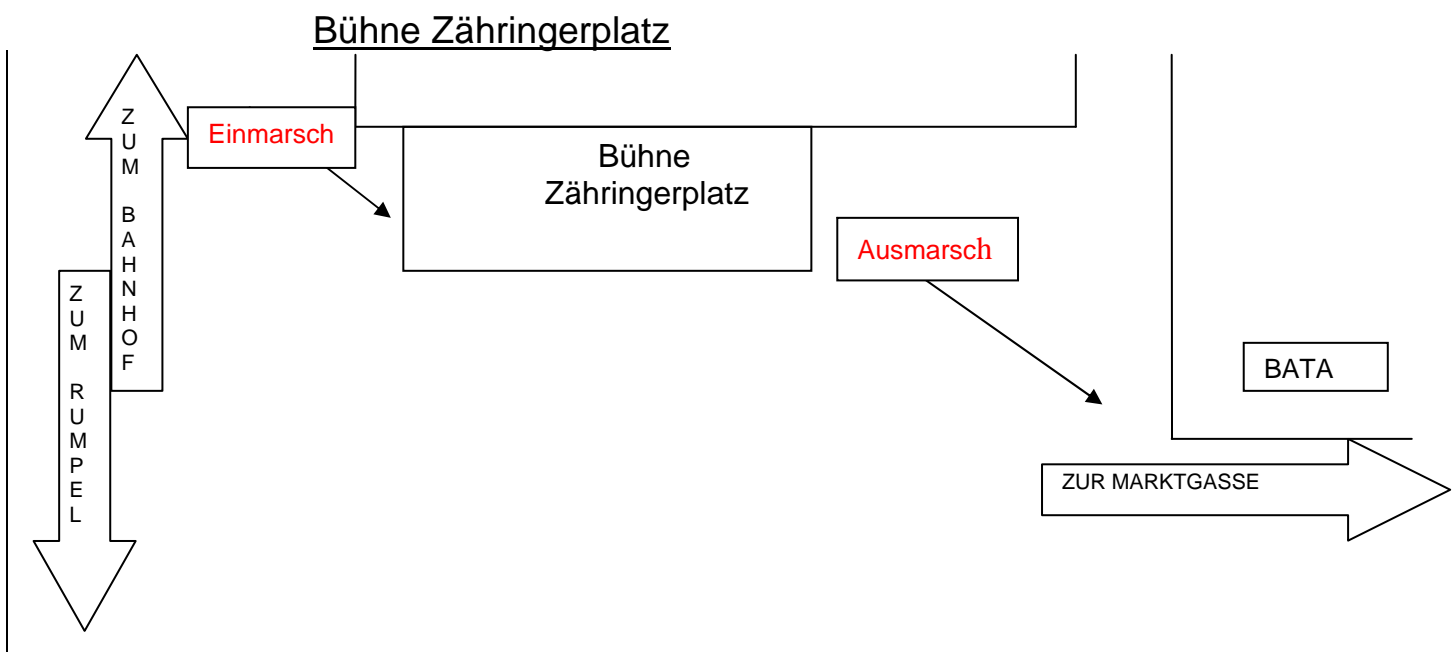 Bühne Zähringerplatz
ZUM BAHNHOF
Einmarsch
Bühne
Zähringerplatz
Ausmarsch
ZUM RUMPEL
BATA
ZUR MARKTGASSE